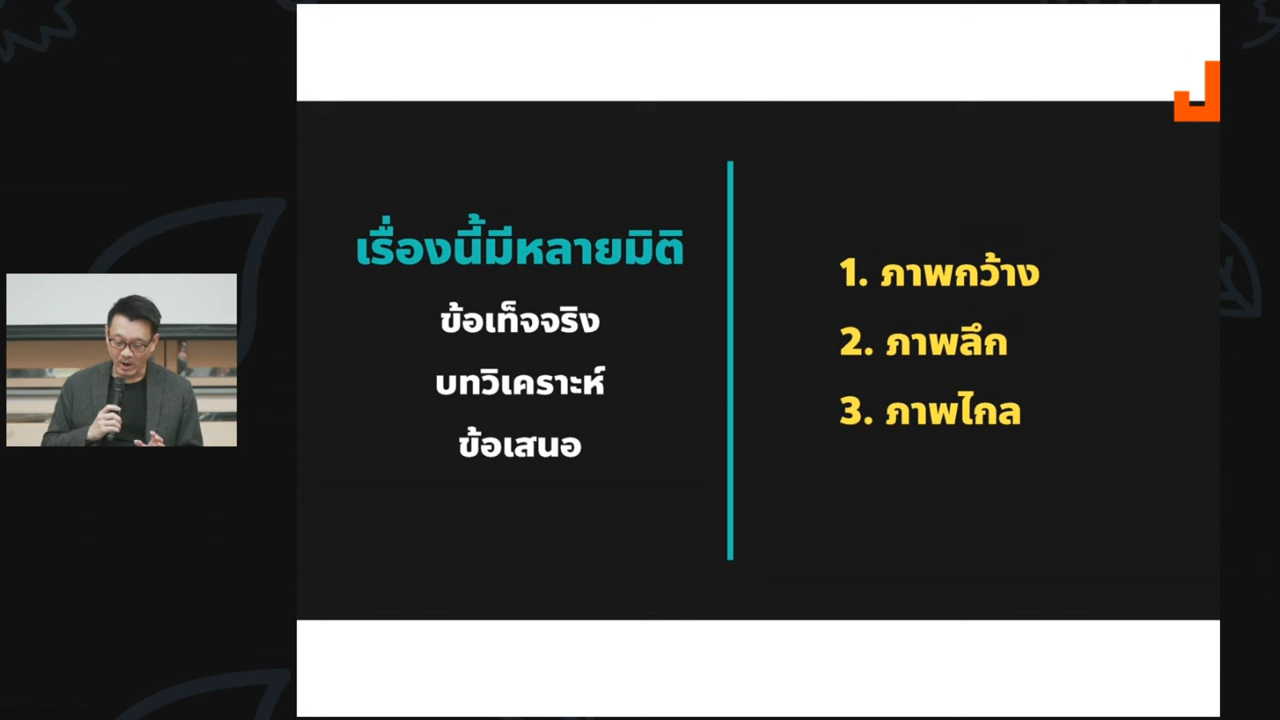 เรื่องนี้มีหลายมิติ
ข้อเท็จจริง
บทวิเคราะห์
ข้อเสนอ
1. ภาพกว้าง
2. ภาพลึก
3. ภาพไกล